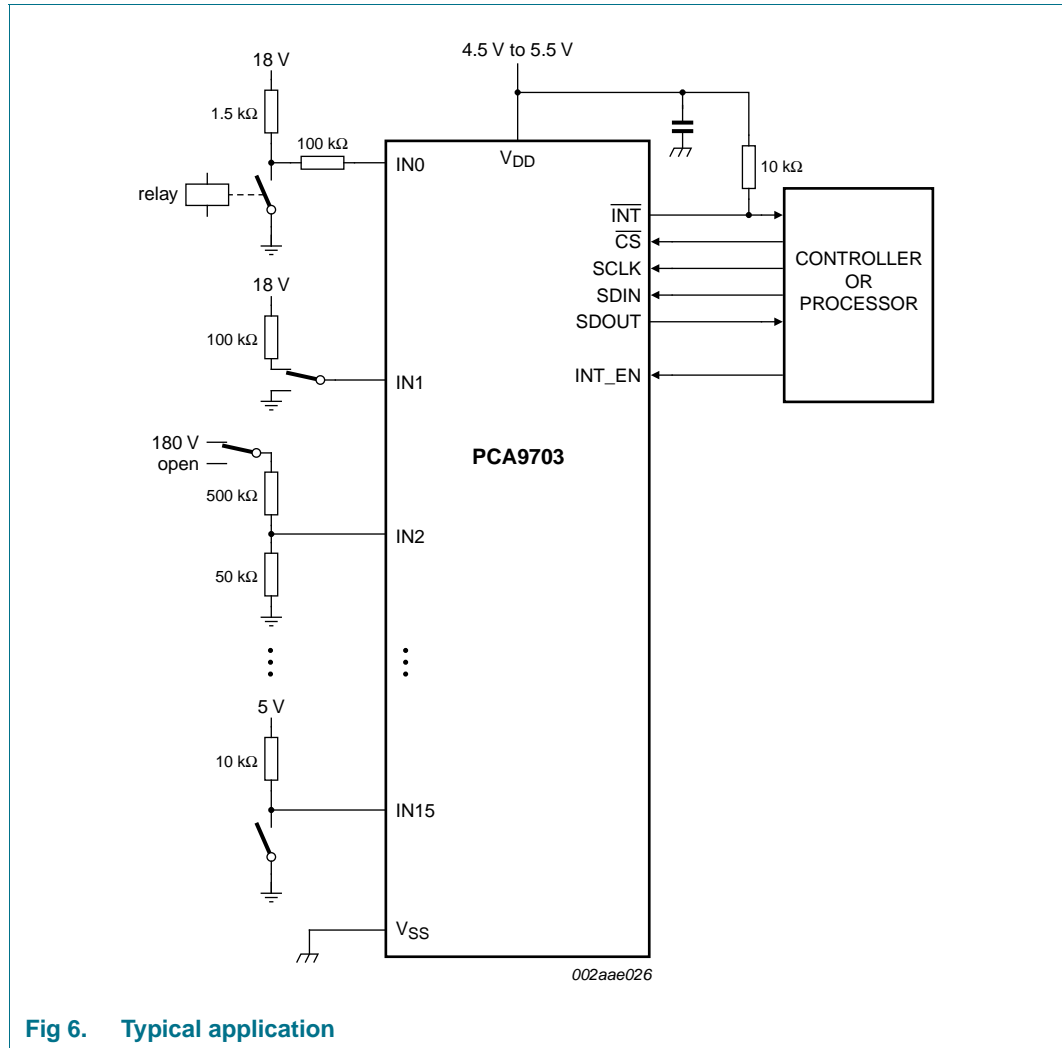 4.5 V to 5.5 V
18 V
1.5 kΩ
100 kΩ
IN0
VDD
10 kΩ
relay
INT
CS
SCLK
SDIN
SDOUT
INT_EN
CONTROLLER
OR
PROCESSOR
18 V
100 kΩ
IN1
180 V
open
PCA9703
500 kΩ
IN2
50 kΩ
5 V
10 kΩ
IN15
VSS
002aae026
Fig 6. Typical application